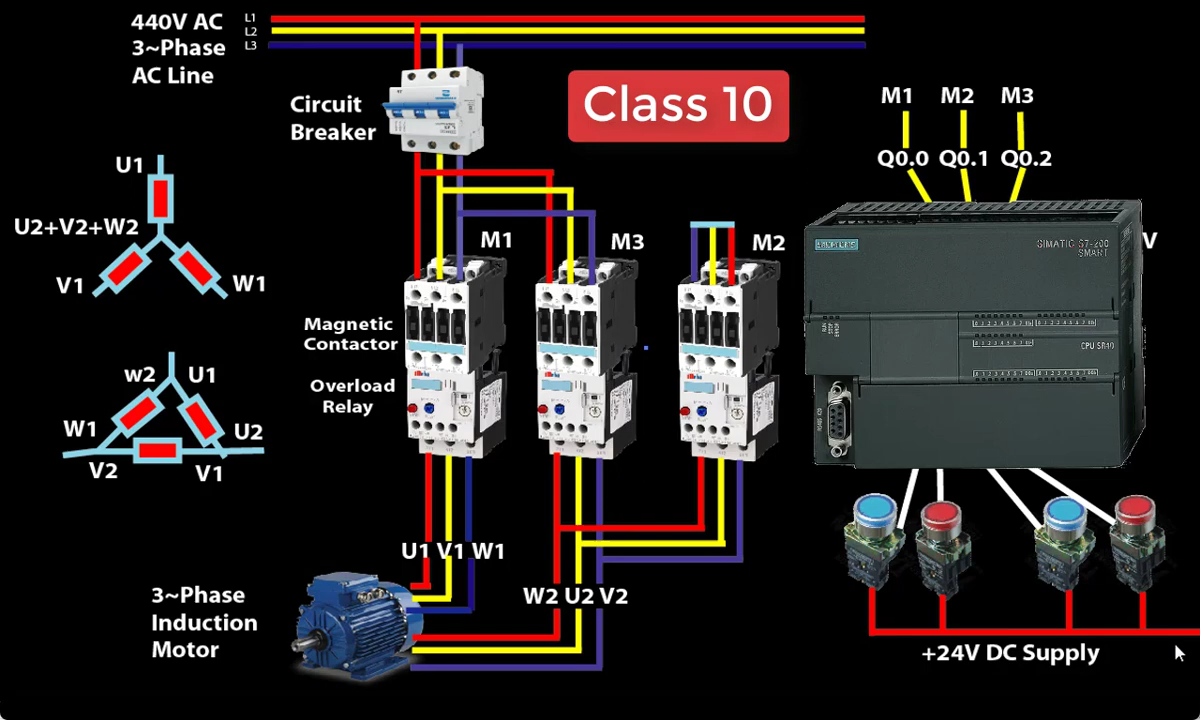 440V AC
3~Phase
AC Line
L1
L2
L3
Circuit
Breaker
Class 10
M1 M2 M3
Q0.0 Q0.1 Q0.2
U1
U2+V2+W2
V1
W1
M1
M3
M2
V
SIEMENS
SIMATIC S7-200
SMART
CPU SR40
Magnetic
Contactor
Overload
Relay
w2
U1
W1
U2
V2
V1
U1 V1 W1
W2 U2 V2
3~Phase
Induction
Motor
+24V DC Supply